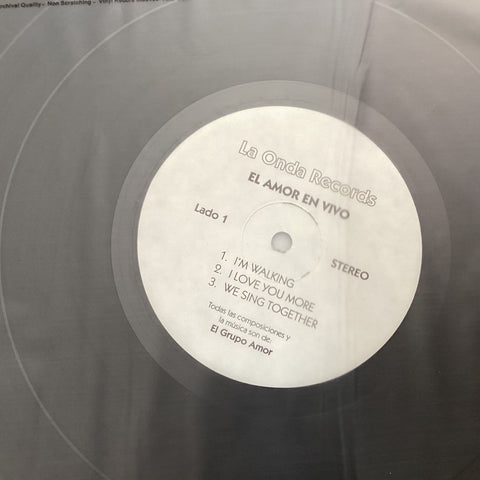 Archival Quality - Non Scratching -
La Onda Records
EL AMOR EN VIVO
Lado 1
STEREO
1. I'M WALKING
2. I LOVE YOU MORE
3. WE SING TOGETHER
Todas las composiciones y
la música son de:
El Grupo Amor